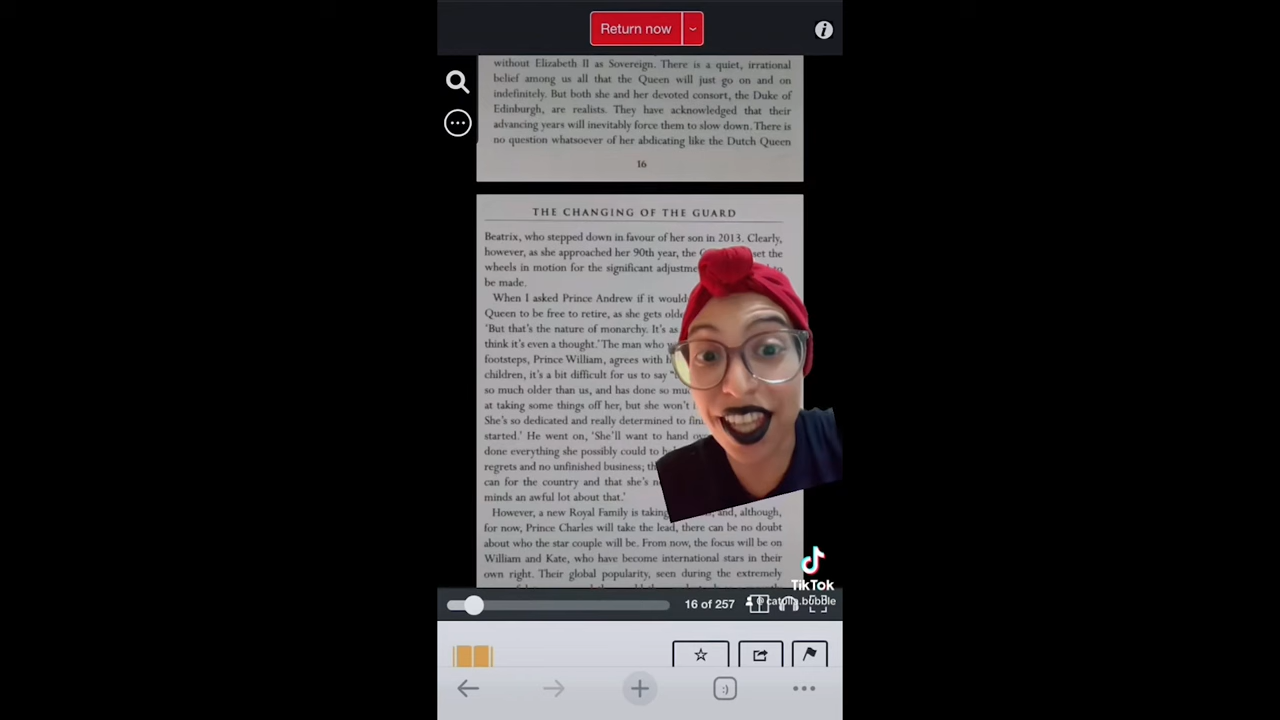 Return now
without Elizabeth II as Sovereign. There is a quiet, irrational
belief among us all that the Queen will just go on and on
indefinitely. But both she and her devoted consort, the Duke of
Edinburgh, are realists. They have acknowledged that their
advancing years will inevitably force them to slow down. There is
no question whatsoever of her abdicating like the Dutch Queen
16
THE CHANGING OF THE GUARD
Beatrix, who stepped down in favour of her son in 2013. Clearly,
however, as she approached her 90th year, the set the
wheels in motion for the significant to
be made.
When I asked Prince Andrew if it would
Queen to be free to retire, as she gets
'But that's the nature of monarchy. It's as
think it's even a thought.' The man who
footsteps, Prince William, agrees with
children, it's a bit difficult for us to say
so much older than us, and has done so
at taking some things off her, but she won't
She's so dedicated and really determined to
started.' He went on, 'She'll want to hand
done everything she possibly could to
regrets and no unfinished business;
can for the country and that she's
minds an awful lot about that.'
However, a new Royal Family is taking and, although,
for now, Prince Charles will take the lead, there can be no doubt
about who the star couple will be. From now, the focus will be on
William and Kate, who have become international stars in their
own right. Their global popularity, seen during the extremely
TikTok
16 of 257